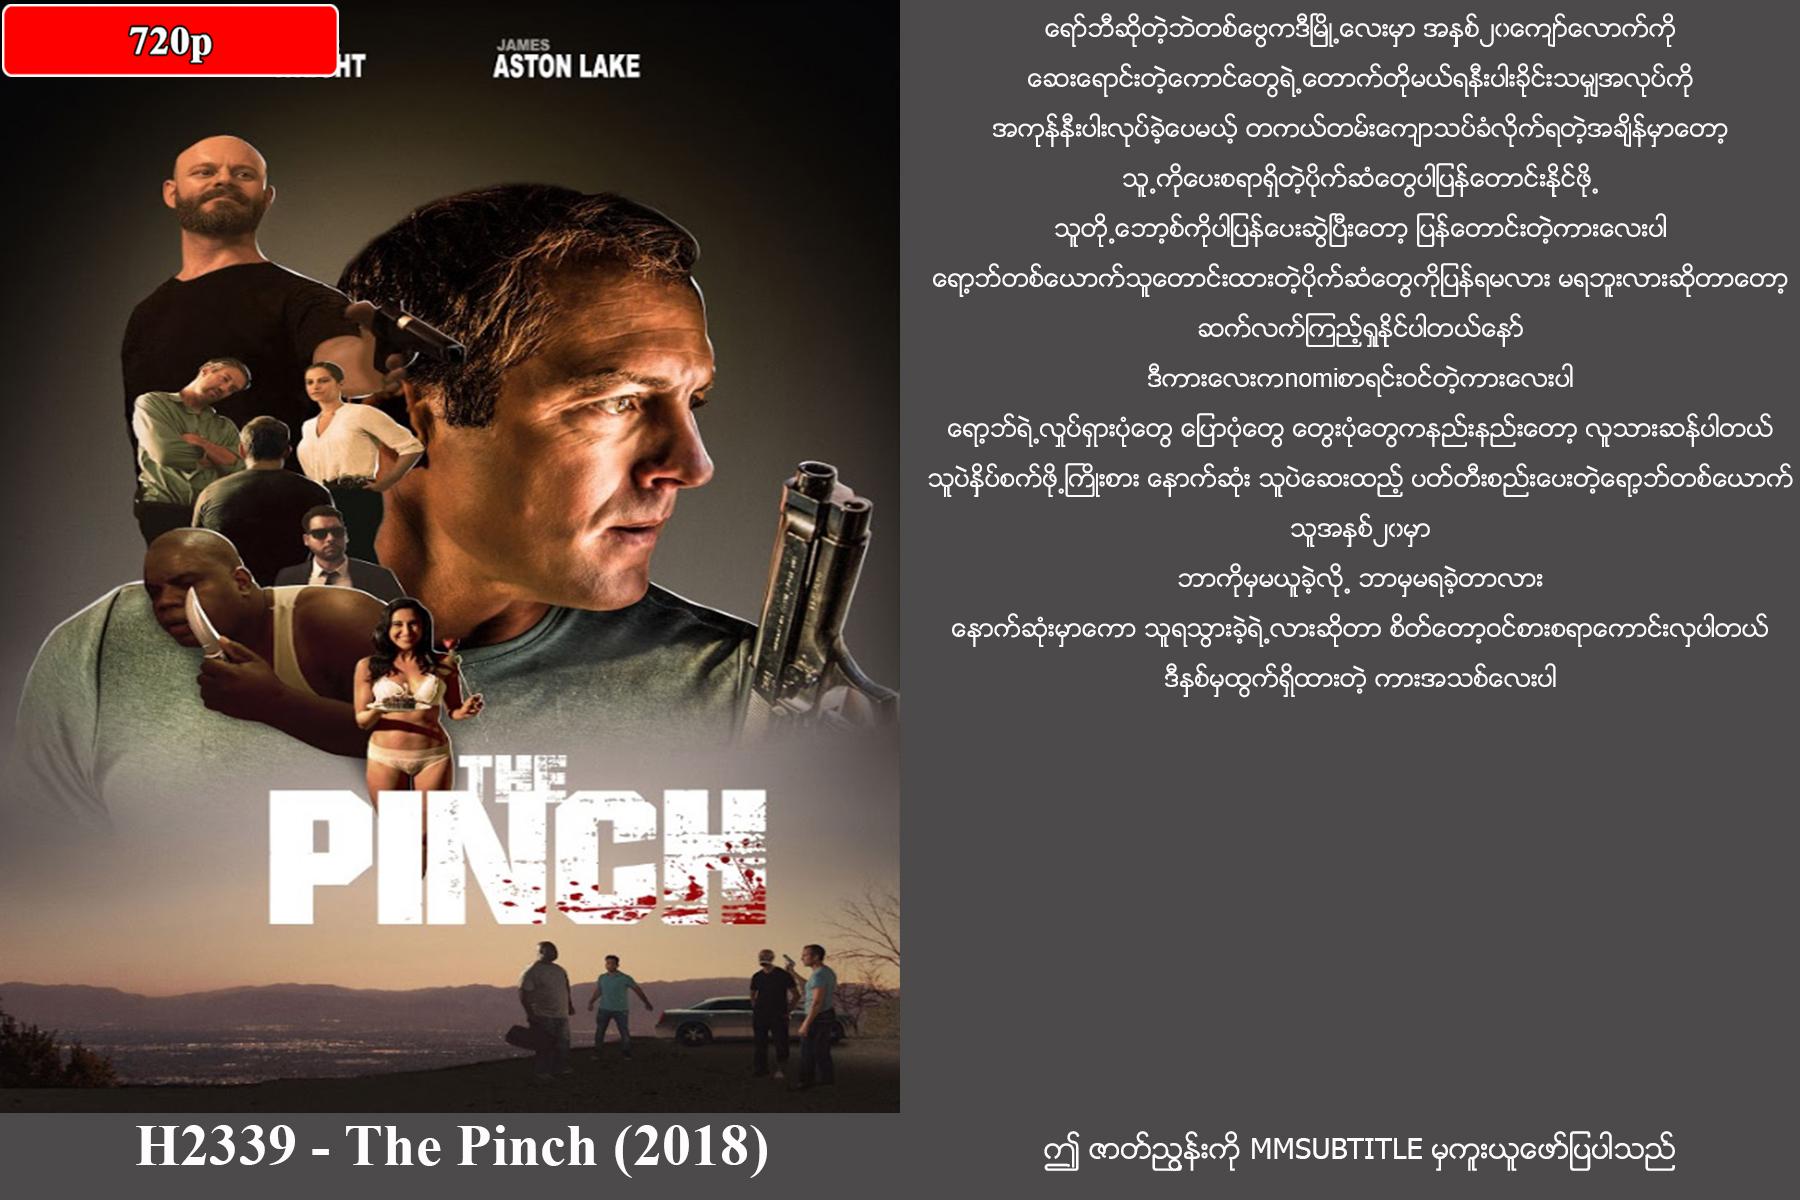 720p
JAMES
ASTON LAKE
THE
PINCH
H2339 - The Pinch (2018)
ရော်ဘီဆိုတဲ့ဘဲတစ်ဗွေကဒီမြို့လေးမှာ အနှစ်၂၀ကျော်လောက်ကို
ဆေးရောင်းတဲ့ကောင်တွေရဲ့တောက်တိုမယ်ရနီးပါးခိုင်းသမျှအလုပ်ကို
အကုန်နီးပါးလုပ်ခဲ့ပေမယ့် တကယ်တမ်းကျောသပ်ခံလိုက်ရတဲ့အချိန်မှာတော့
သူ့ကိုပေးစရာရှိတဲ့ပိုက်ဆံတွေပါပြန်တောင်းနိုင်ဖို့
သူတို့ဘော့စ်ကိုပါပြန်ပေးဆွဲပြီးတော့ ပြန်တောင်းတဲ့ကားလေးပါ
ရော့ဘ်တစ်ယောက်သူတောင်းထားတဲ့ပိုက်ဆံတွေကိုပြန်ရမလား မရဘူးလားဆိုတာတော့
ဆက်လက်ကြည့်ရှုနိုင်ပါတယ်နော်
ဒီကားလေးကnomiစာရင်းဝင်တဲ့ကားလေးပါ
ရော့ဘ်ရဲ့လှုပ်ရှားပုံတွေ ပြောပုံတွေ တွေးပုံတွေကနည်းနည်းတော့ လူသားဆန်ပါတယ်
သူပဲနှိပ်စက်ဖို့ကြိုးစား နောက်ဆုံး သူပဲဆေးထည့် ပတ်တီးစည်းပေးတဲ့ရော့ဘ်တစ်ယောက်
သူအနှစ်၂၀မှာ
ဘာကိုမှမယူခဲ့လို့ ဘာမှမရခဲ့တာလား
နောက်ဆုံးမှာကော သူရသွားခဲ့ရဲ့လားဆိုတာ စိတ်တော့ဝင်စားစရာကောင်းလှပါတယ်
ဒီနှစ်မှထွက်ရှိထားတဲ့ ကားအသစ်လေးပါ
ဤ ဇာတ်ညွှန်းကို MMSUBTITLE မှကူးယူဖော်ပြပါသည်